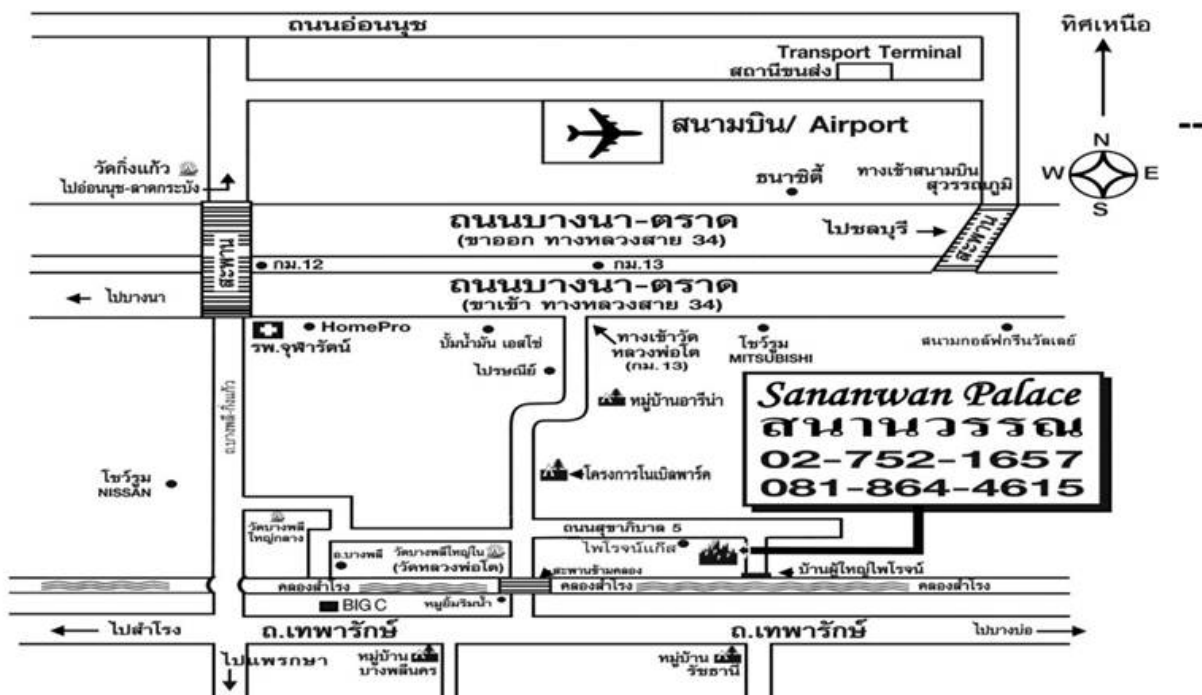 ถนนอ่อนนุช
ทิศเหนือ
Transport Terminal
สถานีขนส่ง
สนามบิน/ Airport
--
N
W E
S
วัดกิ่งแก้ว
ไปอ่อนนุช-ลาดกระบัง
ธนาซิตี้
ทางเข้าสนามบิน
สุวรรถภูมิ
ถนนบางนา-ตราด
(ขาออก ทางหลวงสาย 34)
ไปชลบุรี
สะพาน
สะพาน
กม.12
กม.13
ไปบางนา
ถนนบางนา-ตราด
(ขาเข้า ทางหลวงสาย 34)
HomePro
รพ.จุฬารัตน์
ปั้มน้ำมัน เอสโซ่
ไปรษณีย์
ทางเข้าวัด
หลวงพ่อโต
(กม. 13)
โชว์รูม
MITSUBISHI
สนามกอล์ฟกรีนวัลเลย์
หมู่บ้านอารีน่า
Sananwan Palace
สนานวรรณ
02-752-1657
081-864-4615
ถ.บางพลี-กิ่งแก้ว
โชว์รูม
NISSAN
โครงการโนเบิลพาร์ค
วัดบางพลี
ใหญ่กลาง
อ.บางพลี
วัดบางพลีใหญ่ใน
(วัดหลวงพ่อโต)
ถนนสุขาภิบาล 5
ไพโรจน์แก๊ส
สะพานข้ามคลอง
บ้านผู้ใหญ่ไพโรจน์
คลองสำโรง
คลองสำโรง
คลองสำโรง
BIG C
หมูยิ้มริมน้ำ
ไปสำโรง
ถ.เทพารักษ์
ถ.เทพารักษ์
ไปบางบ่อ
ไปแพรกษา
หมู่บ้าน
บางพลีนคร
หมู่บ้าน
รัชธานี